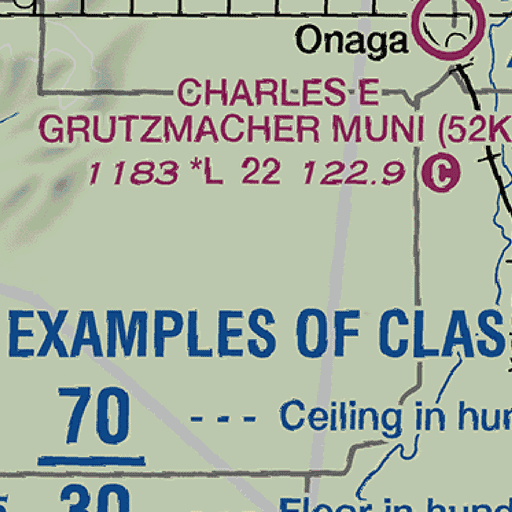 Onaga
CHARLES E
GRUTZMACHER MUNI (52K
1183 *L 22 122.9 C
EXAMPLES OF CLAS
70 --- Ceiling in hun
30 Floor in hund